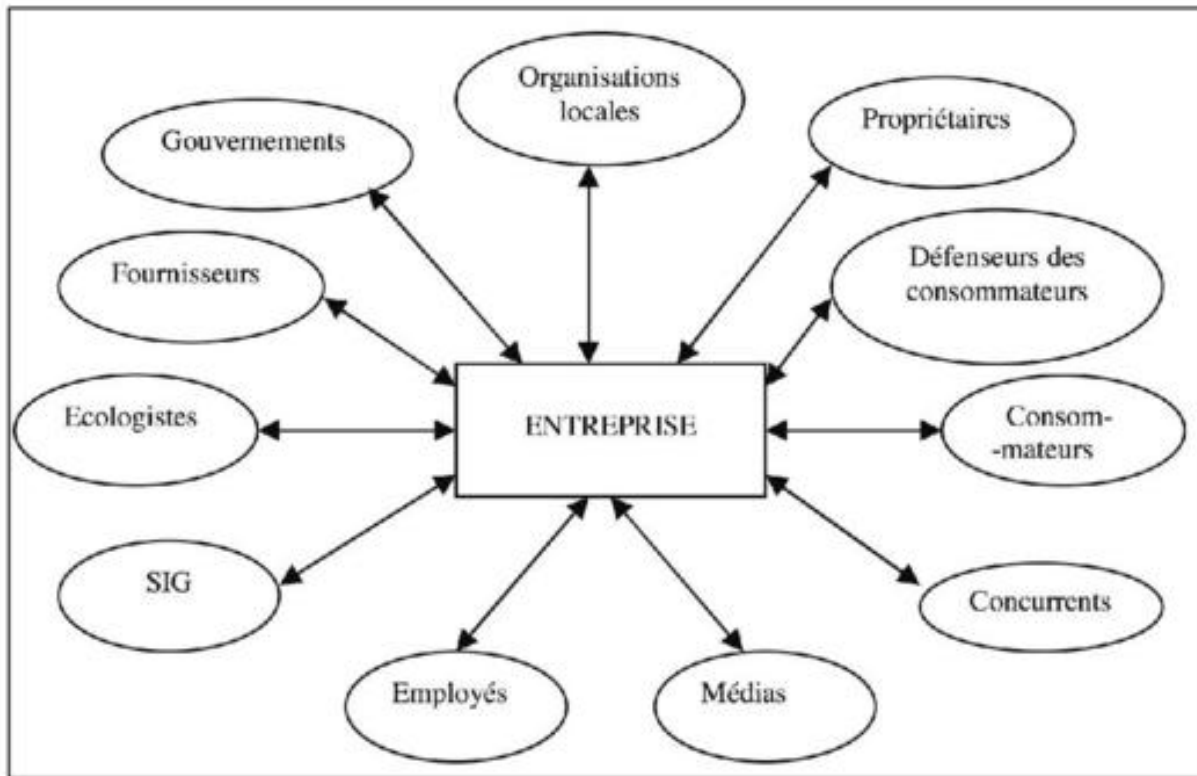 Organisations
locales
Propriétaires
Gouvernements
Défenseurs des
consommateurs
Fournisseurs
Ecologistes
ENTREPRISE
Consom-
-mateurs
SIG
Concurrents
Employés
Médias